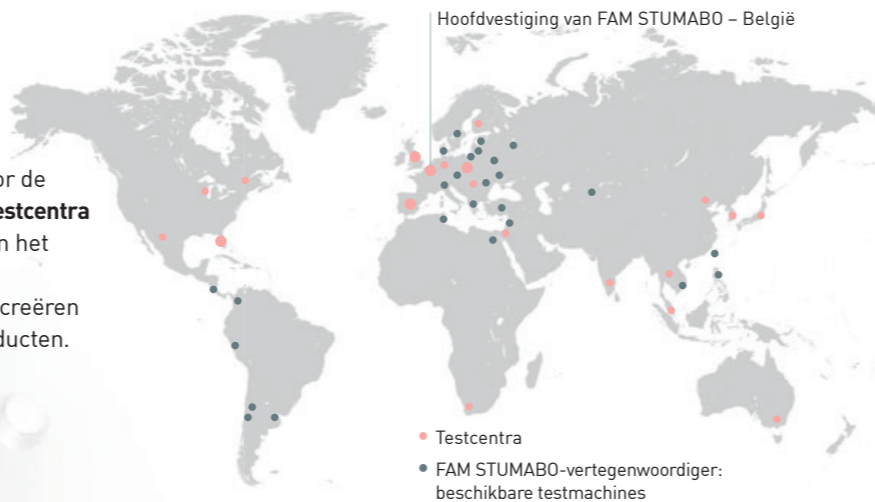 Hoofdvestiging van FAM STUMABO – België
or de
estcentra
n het
creëren
ducten.
Testcentra
FAM STUMABO-vertegenwoordiger:
beschikbare testmachines